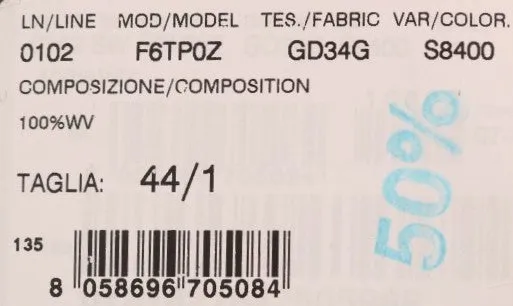 LN/LINE MOD/MODEL TES./FABRIC VAR/COLOR.
0102 F6TP0Z GD34G S8400
COMPOSIZIONE/COMPOSITION
100%WV
TAGLIA: 44/1
50%
135
8 058696 705084